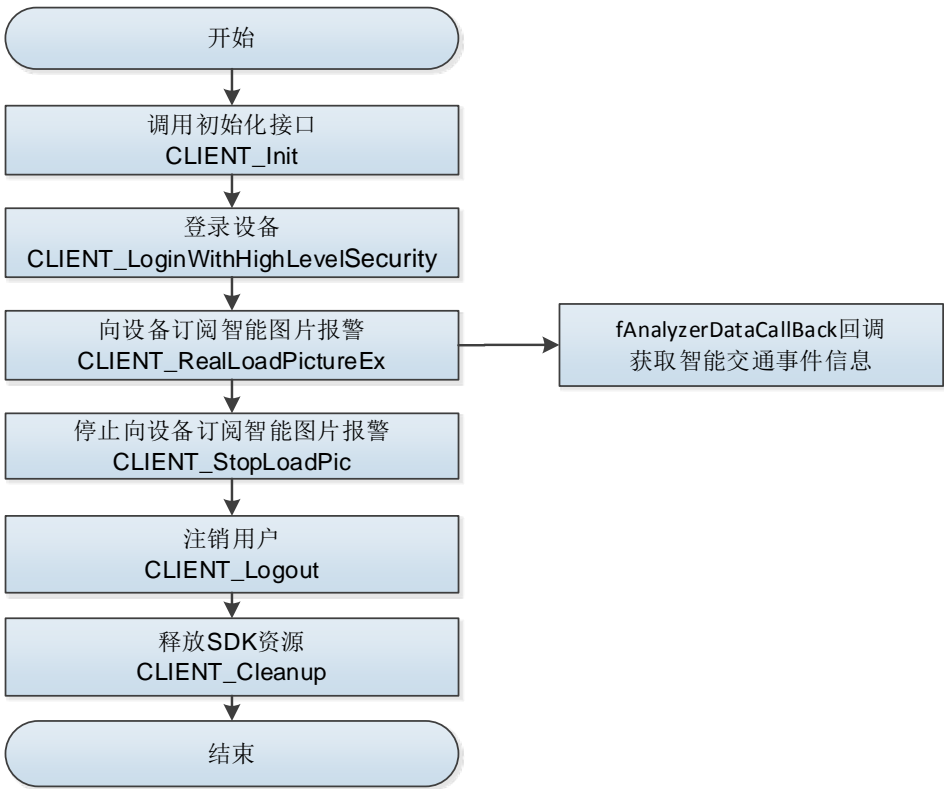 开始
调用初始化接口
CLIENT_Init
登录设备
CLIENT_LoginWithHighLevelSecurity
向设备订阅智能图片报警
CLIENT_RealLoadPictureEx
fAnalyzerDataCallBack回调
获取智能交通事件信息
停止向设备订阅智能图片报警
CLIENT_StopLoadPic
注销用户
CLIENT_Logout
释放SDK资源
CLIENT_Cleanup
结束